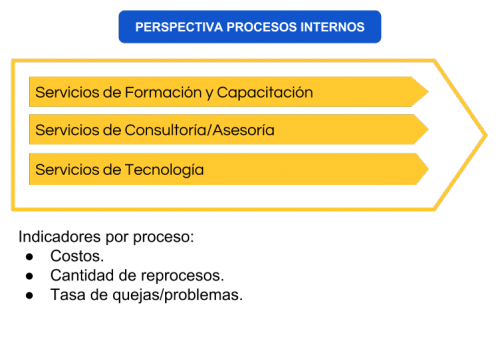 PERSPECTIVA PROCESOS INTERNOS
Servicios de Formación y Capacitación
Servicios de Consultoría/Asesoría
Servicios de Tecnología
Indicadores por proceso:
● Costos.
● Cantidad de reprocesos.
● Tasa de quejas/problemas.